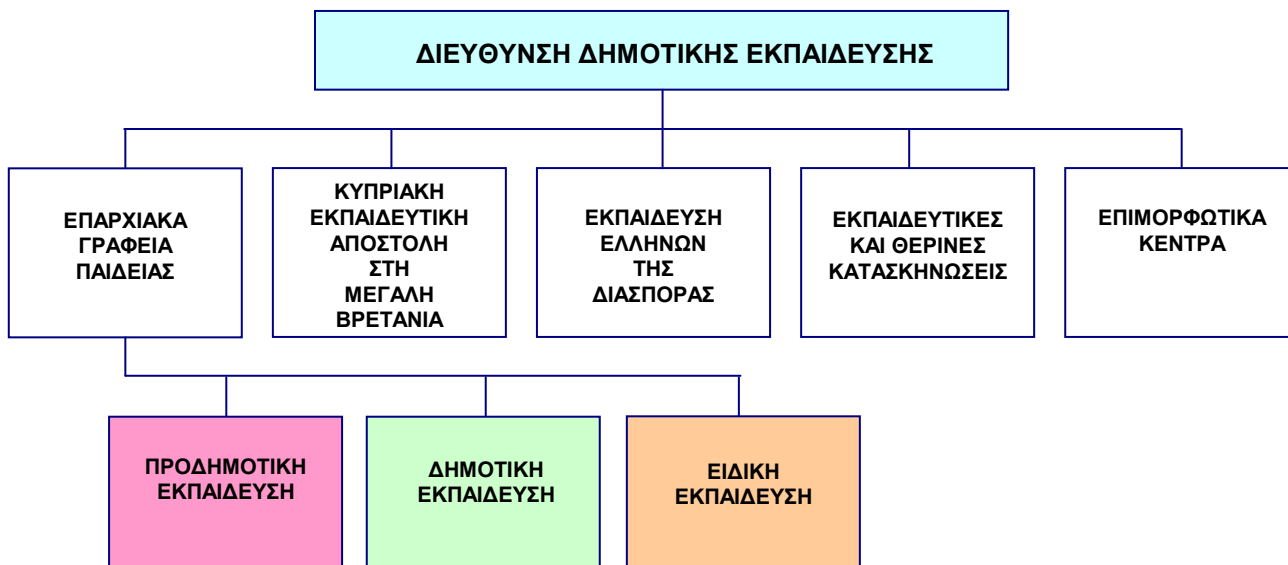 ΔΙΕΥΘΥΝΣΗ ΔΗΜΟΤΙΚΗΣ ΕΚΠΑΙΔΕΥΣΗΣ
ΕΠΑΡΧΙΑΚΑ
ΓΡΑΦΕΙΑ
ΠΑΙΔΕΙΑΣ
ΚΥΠΡΙΑΚΗ
ΕΚΠΑΙΔΕΥΤΙΚΗ
ΑΠΟΣΤΟΛΗ
ΣΤΗ
ΜΕΓΑΛΗ
ΒΡΕΤΑΝΙΑ
ΕΚΠΑΙΔΕΥΣΗ
ΕΛΛΗΝΩΝ
ΤΗΣ
ΔΙΑΣΠΟΡΑΣ
ΕΚΠΑΙΔΕΥΤΙΚΕΣ
ΚΑΙ ΘΕΡΙΝΕΣ
ΚΑΤΑΣΚΗΝΩΣΕΙΣ
ΕΠΙΜΟΡΦΩΤΙΚΑ
ΚΕΝΤΡΑ
ΠΡΟΔΗΜΟΤΙΚΗ
ΕΚΠΑΙΔΕΥΣΗ
ΔΗΜΟΤΙΚΗ
ΕΚΠΑΙΔΕΥΣΗ
ΕΙΔΙΚΗ
ΕΚΠΑΙΔΕΥΣΗ